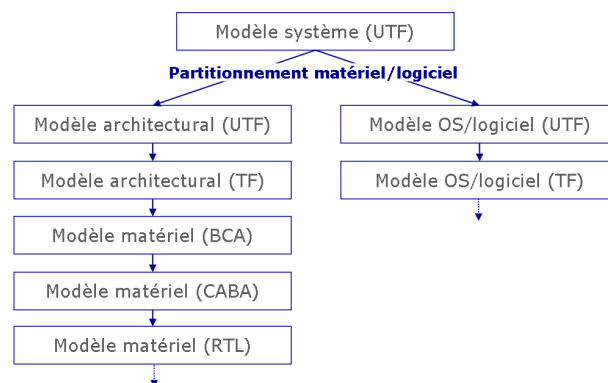 Modèle système (UTF)
Partitionnement matériel/logiciel
Modèle architectural (UTF)
Modèle OS/logiciel (UTF)
Modèle architectural (TF)
Modèle OS/logiciel (TF)
Modèle matériel (BCA)
Modèle matériel (CABA)
Modèle matériel (RTL)